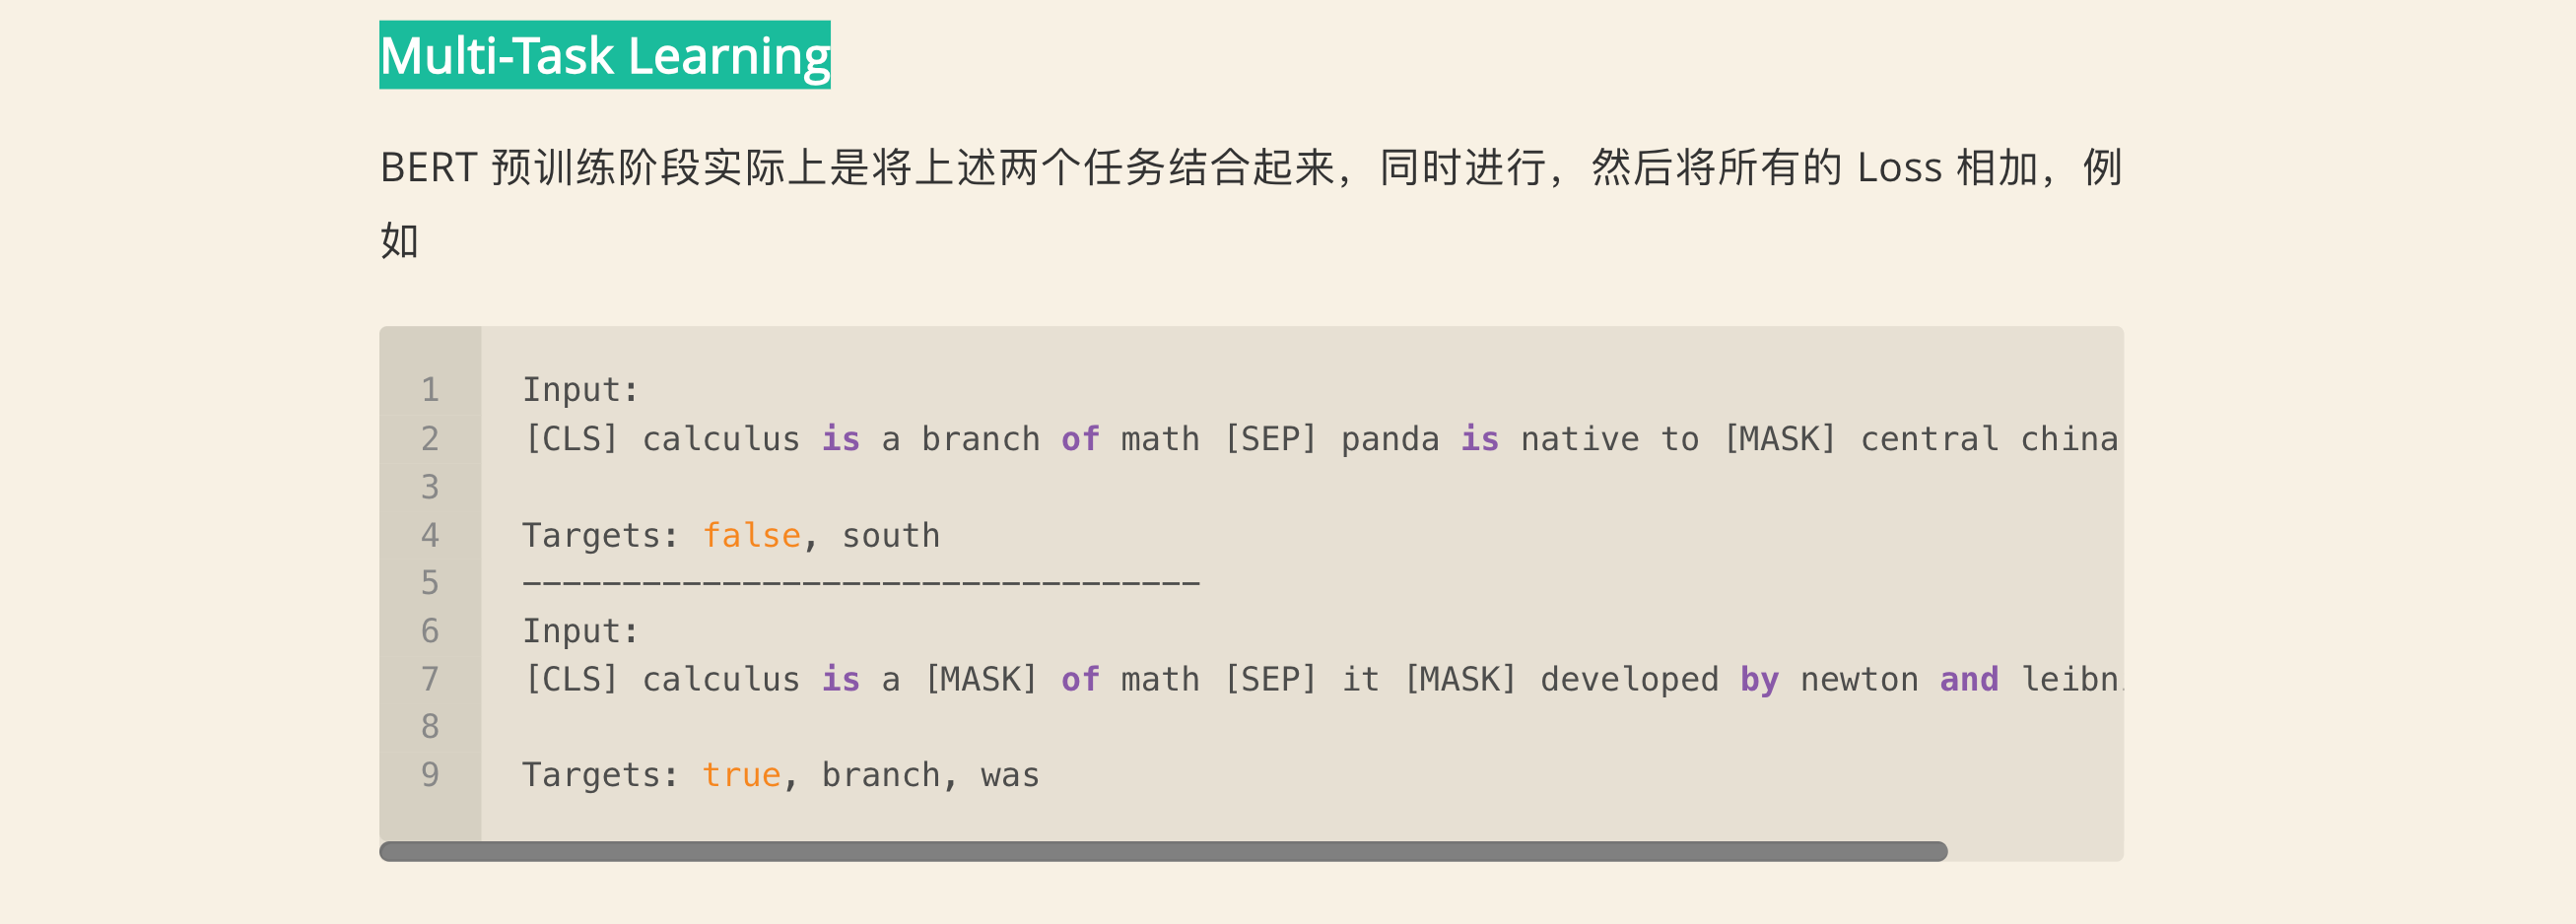 Multi-Task Learning
BERT 预训练阶段实际上是将上述两个任务结合起来，同时进行，然后将所有的 Loss 相加，例
如
1 Input:
2 [CLS] calculus is a branch of math [SEP] panda is native to [MASK] central china
3
4 Targets: false, south
5 ----------------------------------
6 Input:
7 [CLS] calculus is a [MASK] of math [SEP] it [MASK] developed by newton and leibn
8
9 Targets: true, branch, was